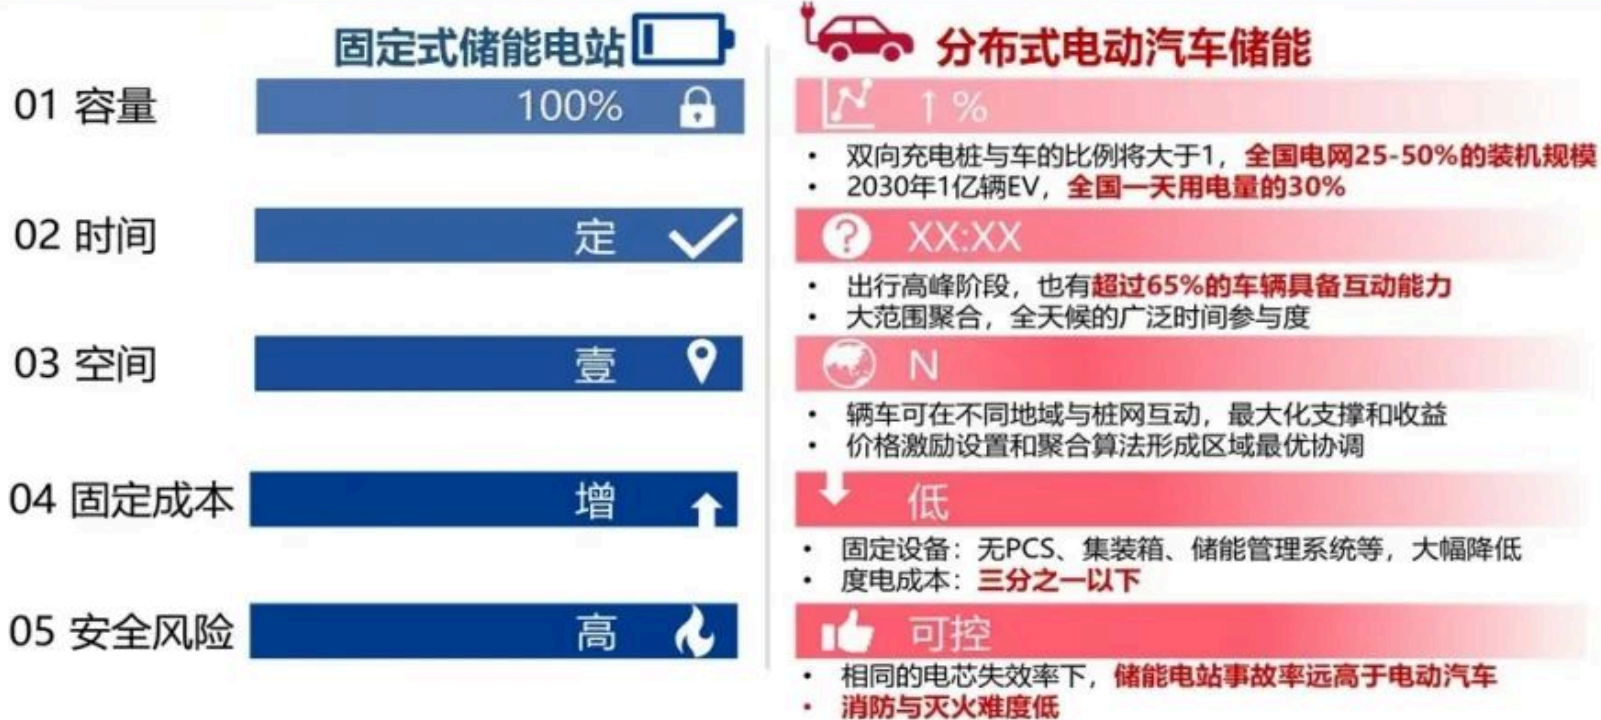 固定式储能电站
分布式电动汽车储能
01 容量
100%
↑ %
• 双向充电桩与车的比例将大于1，全国电网25-50%的装机规模
• 2030年1亿辆EV，全国一天用电量的30%
02 时间
定
XX:XX
• 出行高峰阶段，也有超过65%的车辆具备互动能力
• 大范围聚合，全天候的广泛时间参与度
03 空间
壹
N
• 辆车可在不同地域与桩网互动，最大化支撑和收益
• 价格激励设置和聚合算法形成区域最优协调
04 固定成本
增
低
• 固定设备：无PCS、集装箱、储能管理系统等，大幅降低
• 度电成本：三分之一以下
05 安全风险
高
可控
• 相同的电芯失效率下，储能电站事故率远高于电动汽车
• 消防与灭火难度低